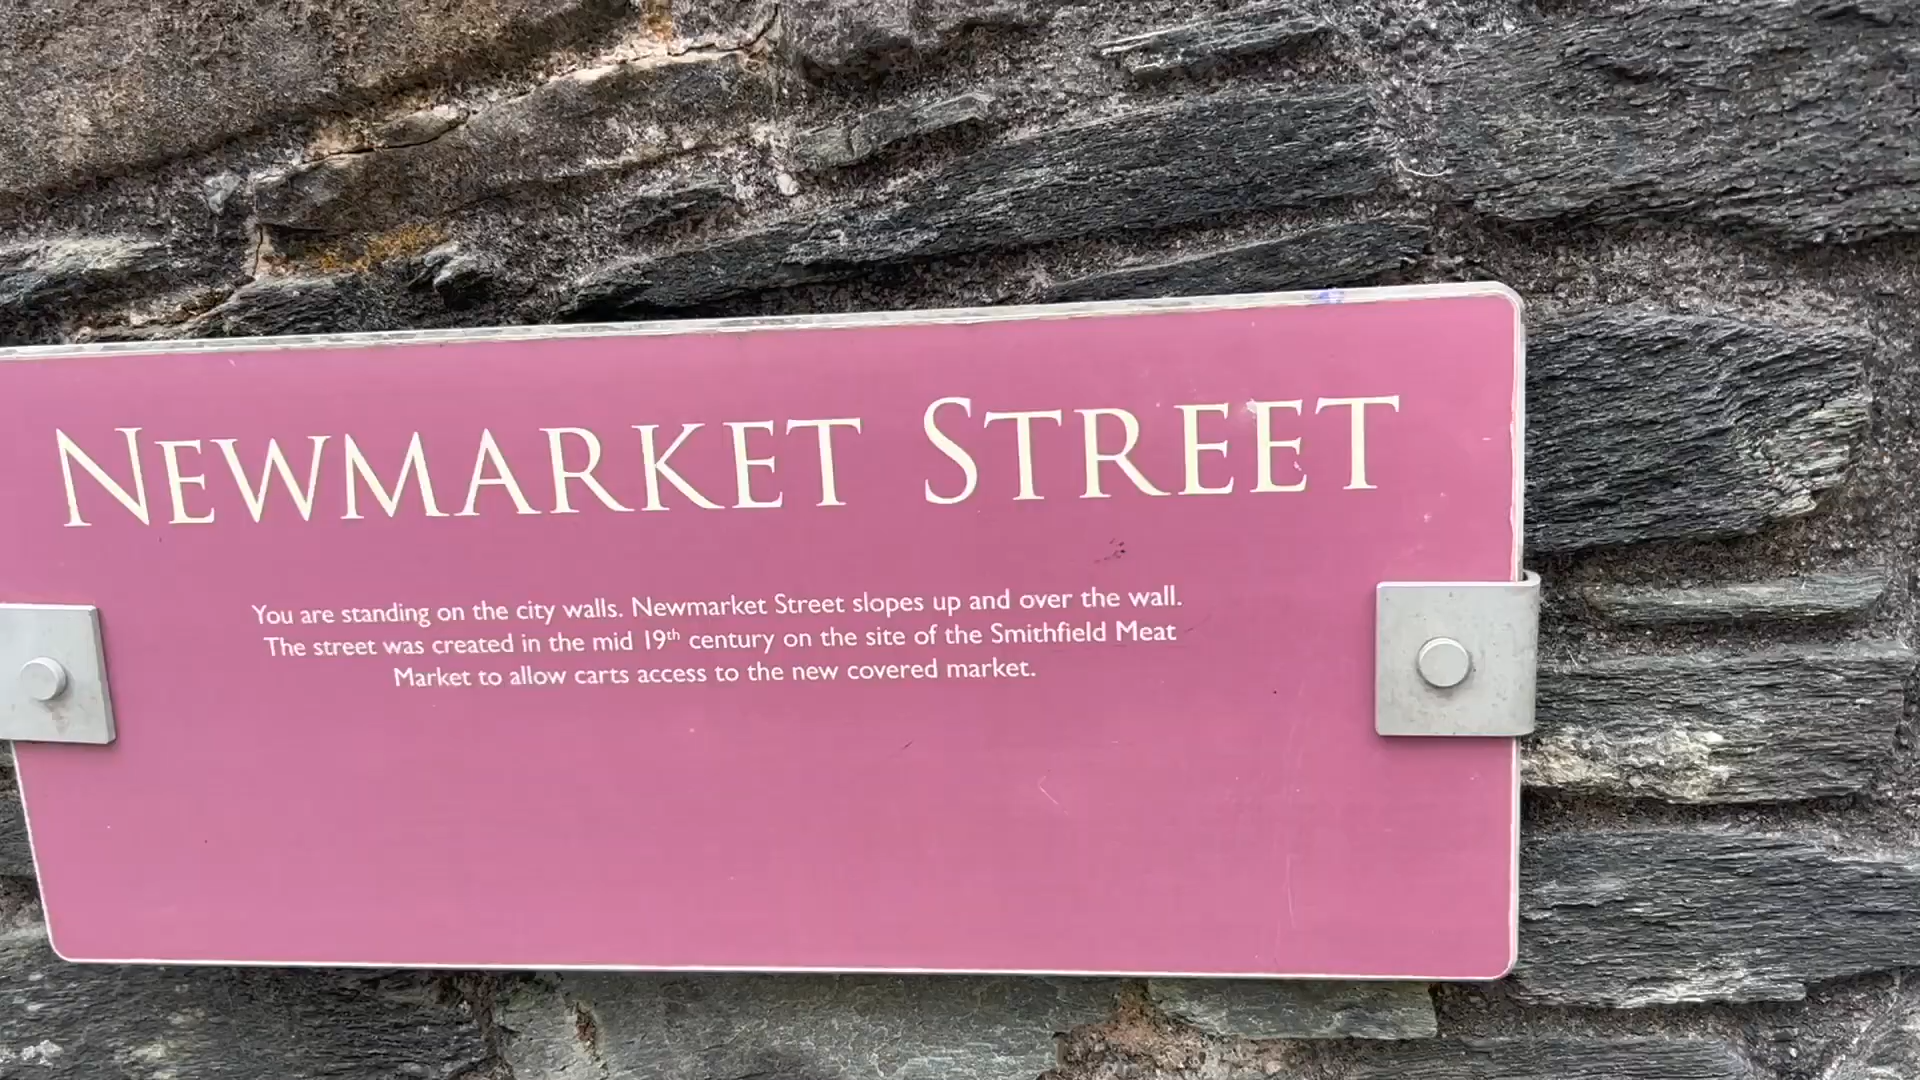 NEWMARKET STREET
You are standing on the city walls. Newmarket Street slopes up and over the wall.
The street was created in the mid 19th century on the site of the Smithfield Meat
Market to allow carts access to the new covered market.